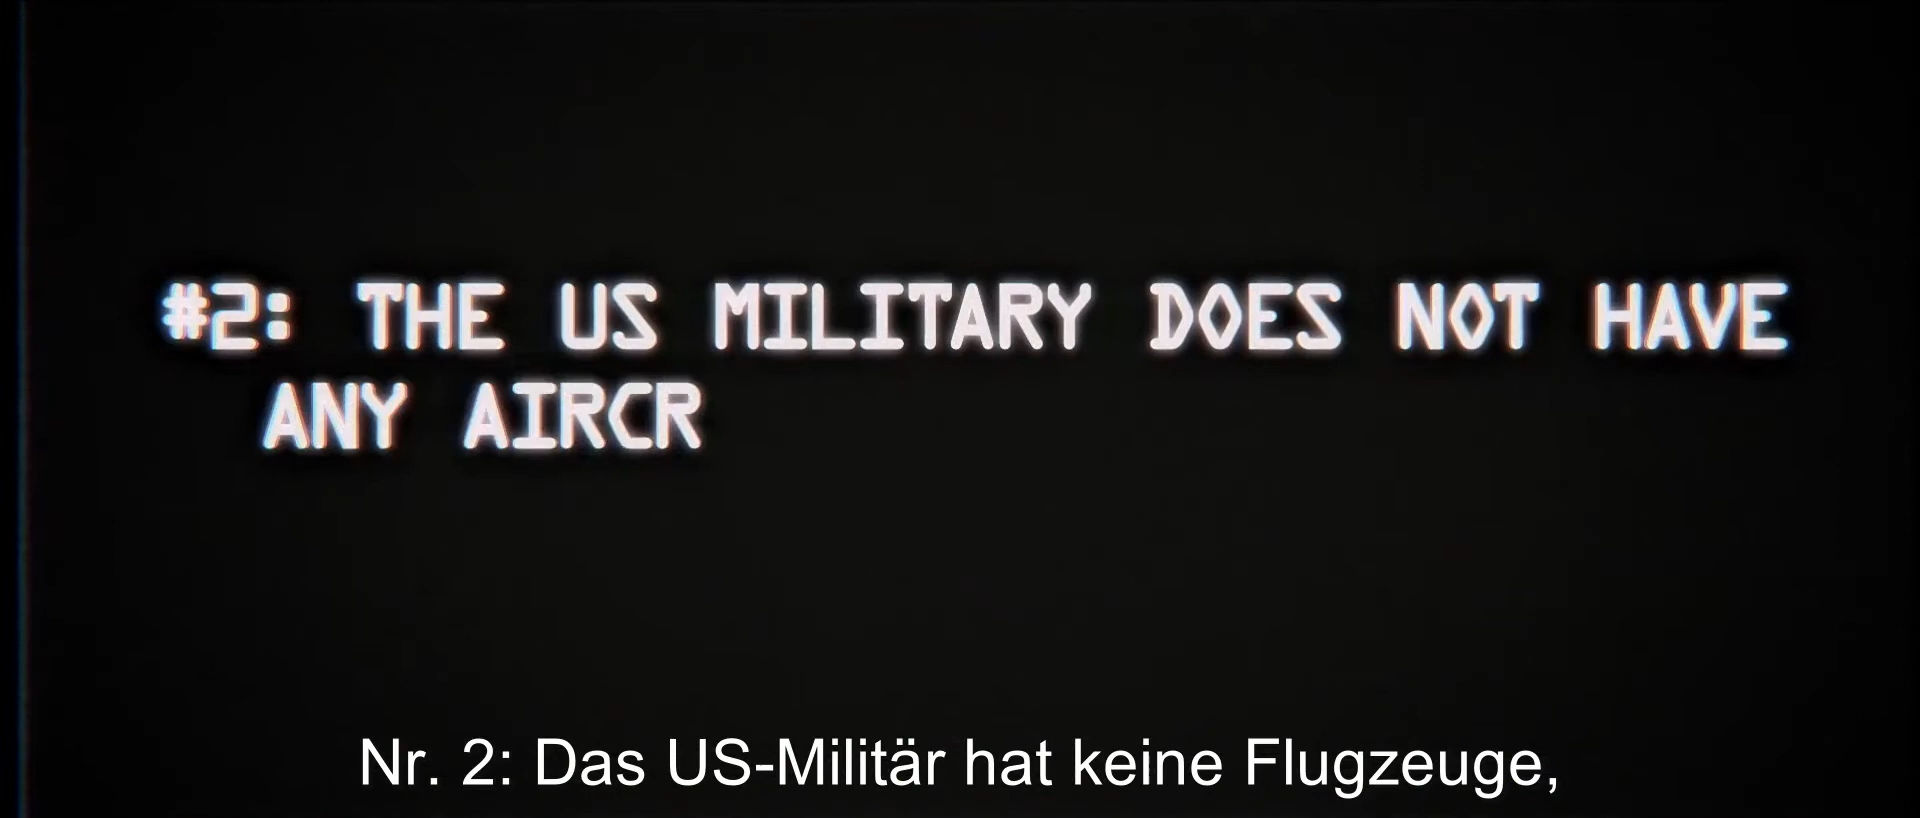 #2: THE US MILITARY DOES NOT HAVE
ANY AIRCR
Nr. 2: Das US-Militär hat keine Flugzeuge,